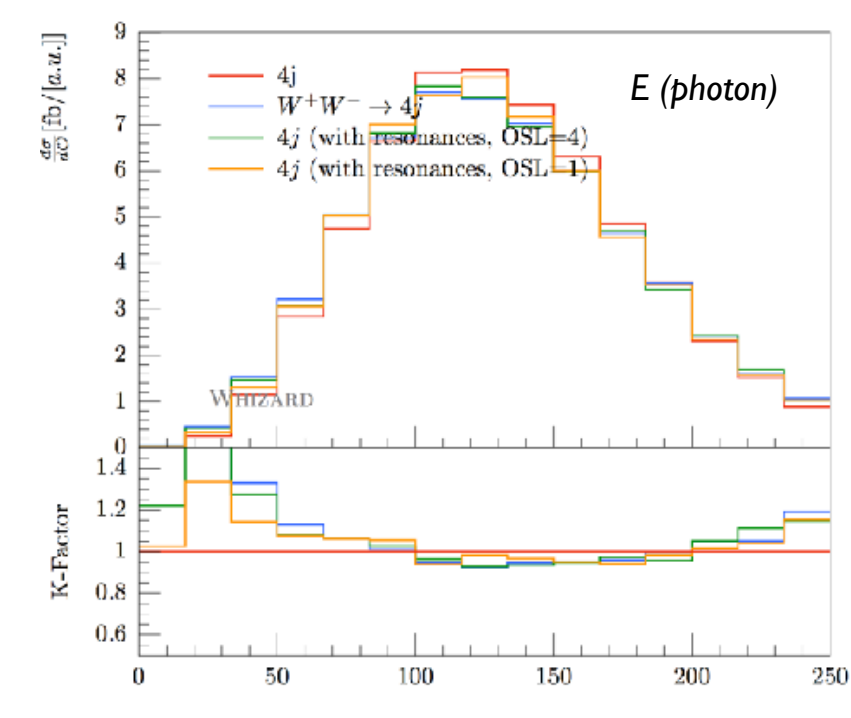 9
8
7
6
5
4
3
2
1
0
dσ/dO [fb/[a.u.]]
4j
W⁺W⁻ → 4j
4j (with resonances, OSL=4)
4j (with resonances, OSL=1)
E (photon)
WHIZARD
1.4
1.2
1
0.8
0.6
K-Factor
0
50
100
150
200
250